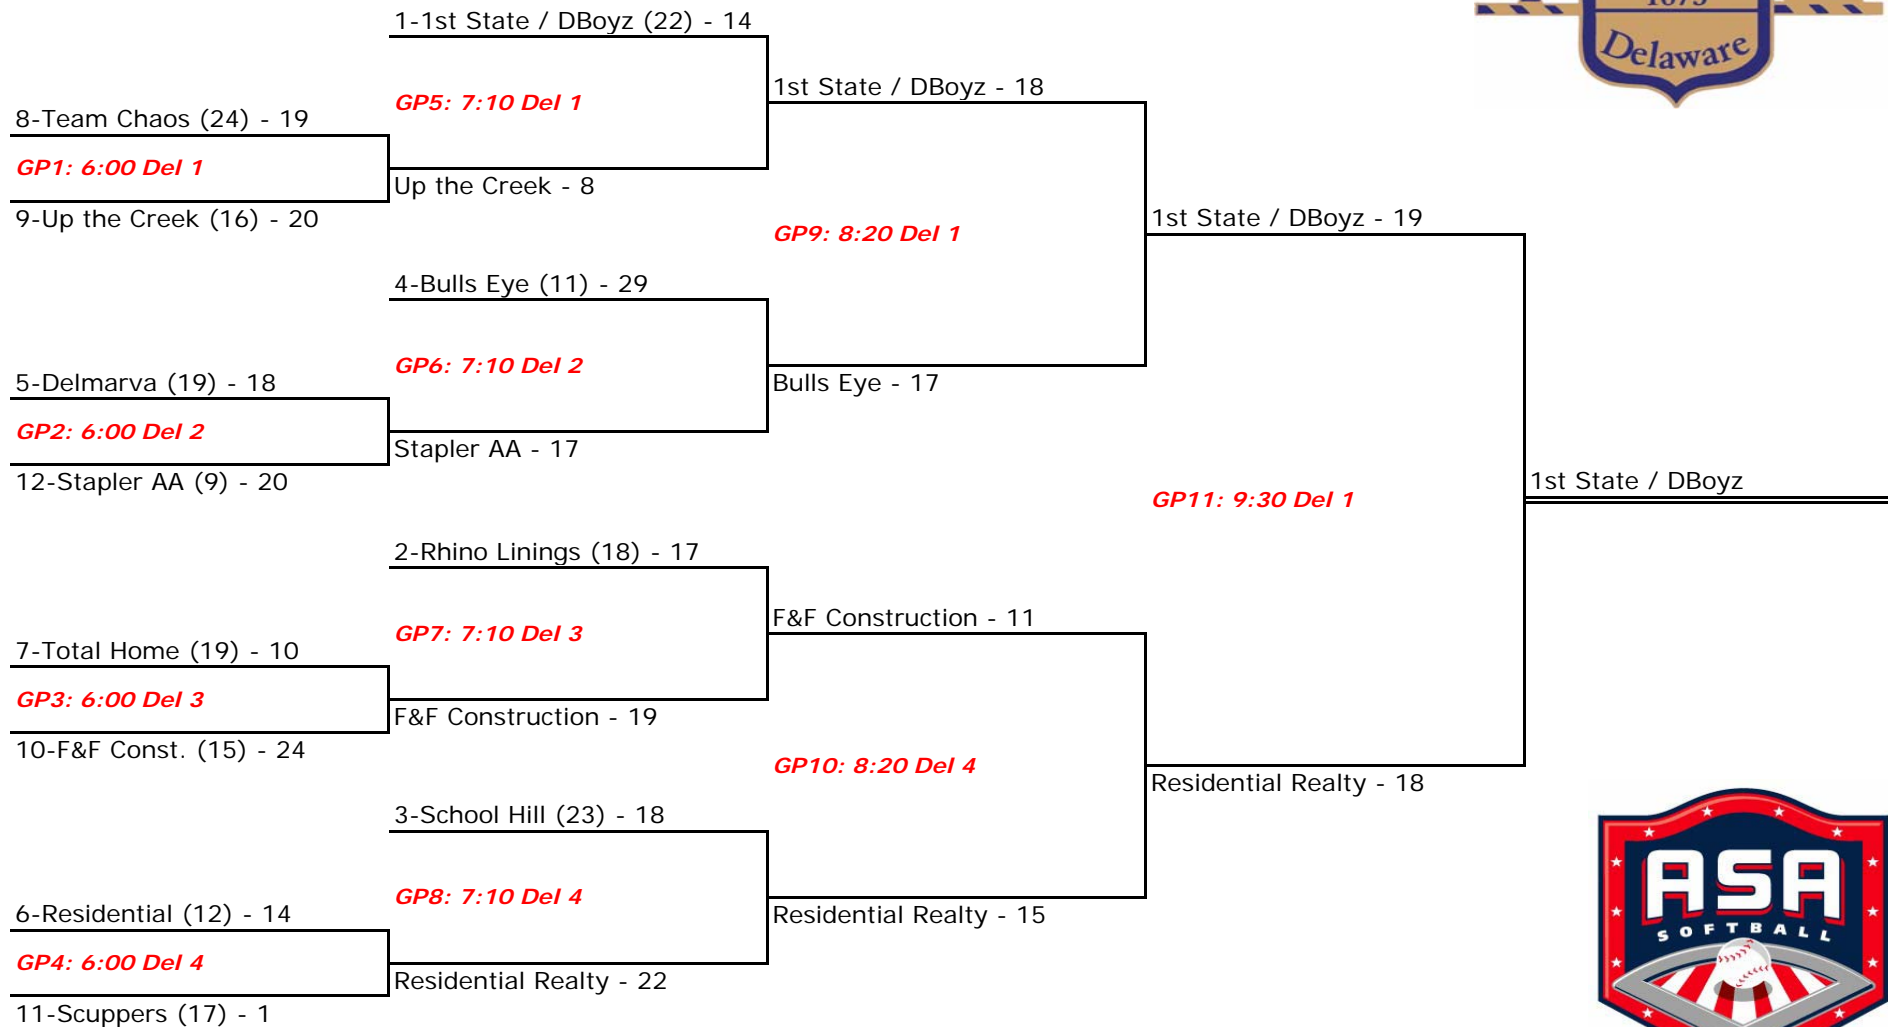 1-1st State / DBoyz (22) - 14
Delaware
GP5: 7:10 Del 1
1st State / DBoyz - 18
8-Team Chaos (24) - 19
GP1: 6:00 Del 1
Up the Creek - 8
9-Up the Creek (16) - 20
GP9: 8:20 Del 1
1st State / DBoyz - 19
4-Bulls Eye (11) - 29
GP6: 7:10 Del 2
5-Delmarva (19) - 18
Bulls Eye - 17
GP2: 6:00 Del 2
Stapler AA - 17
12-Stapler AA (9) - 20
GP11: 9:30 Del 1
1st State / DBoyz
2-Rhino Linings (18) - 17
GP7: 7:10 Del 3
F&F Construction - 11
7-Total Home (19) - 10
GP3: 6:00 Del 3
F&F Construction - 19
10-F&F Const. (15) - 24
GP10: 8:20 Del 4
Residential Realty - 18
3-School Hill (23) - 18
GP8: 7:10 Del 4
6-Residential (12) - 14
Residential Realty - 15
GP4: 6:00 Del 4
Residential Realty - 22
11-Scuppers (17) - 1
ASA
SOFTBALL